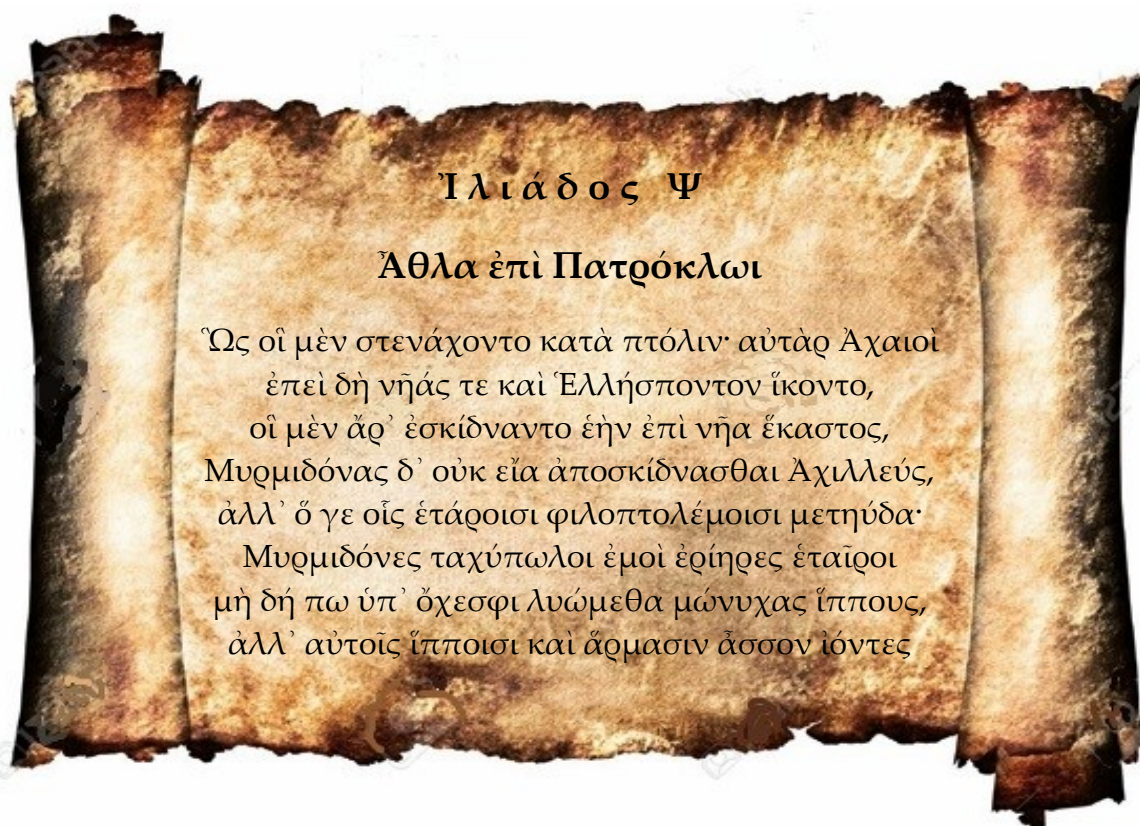 Ἰλιάδος Ψ
Ἆθλα ἐπὶ Πατρόκλωι
Ὣς οἳ μὲν στενάχοντο κατὰ πτόλιν· αὐτὰρ Ἀχαιοὶ
ἐπεὶ δὴ νῆάς τε καὶ Ἑλλήσποντον ἵκοντο,
οἳ μὲν ἄρ᾽ ἐσκίδναντο ἑὴν ἐπὶ νῆα ἕκαστος,
Μυρμιδόνας δ᾽ οὐκ εἴα ἀποσκίδνασθαι Ἀχιλλεύς,
ἀλλ᾽ ὅ γε οἷς ἑτάροισι φιλοπτολέμοισι μετηύδα·
Μυρμιδόνες ταχύπωλοι ἐμοὶ ἐρίηρες ἑταῖροι
μὴ δή πω ὑπ᾽ ὄχεσφι λυώμεθα μώνυχας ἵππους,
ἀλλ᾽ αὐτοῖς ἵπποισι καὶ ἅρμασιν ἆσσον ἰόντες